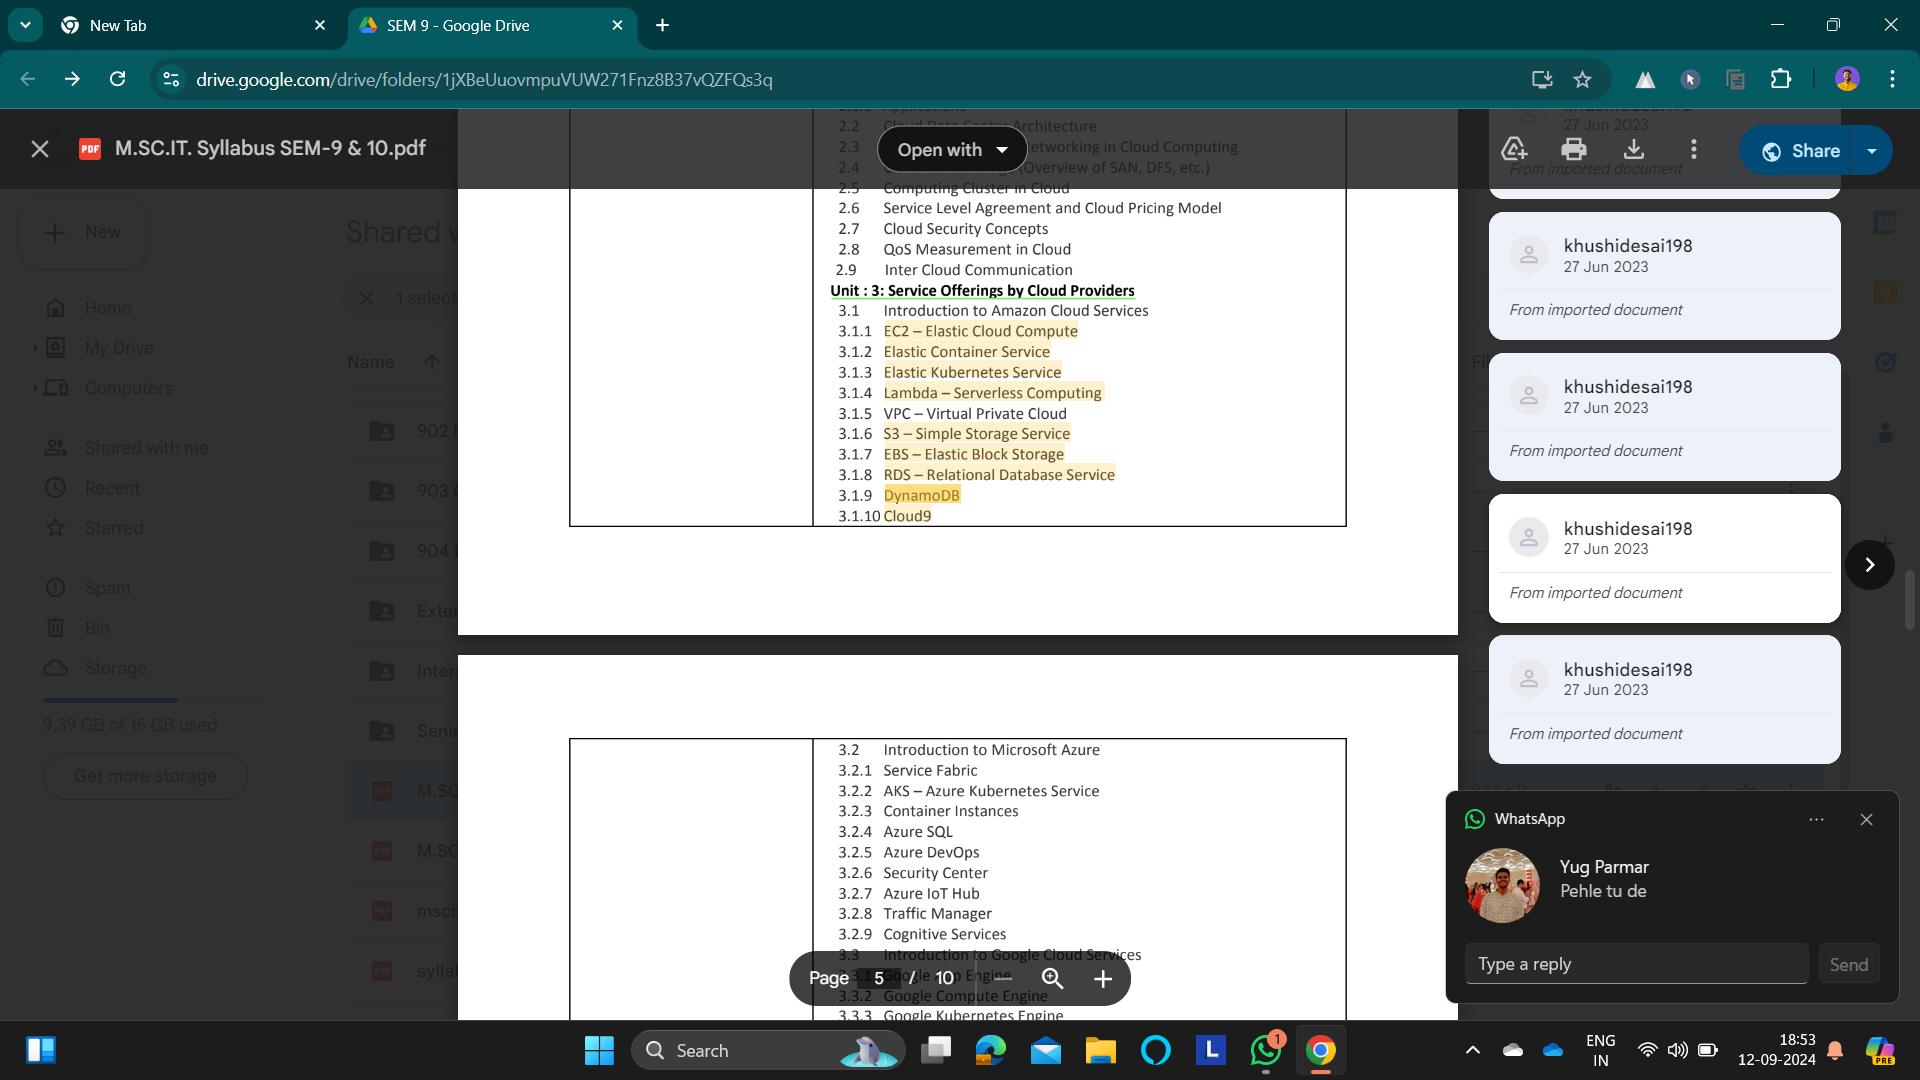 New Tab
SEM 9 - Google Drive
drive.google.com/drive/folders/1jXBeUuovmpuVUW271Fnz8B37vQZFQs3q
PDF
M.SC.IT. Syllabus SEM-9 & 10.pdf
Open with
Share
New
Shared
1 select
Home
My Drive
Computers
Shared with me
Recent
Starred
Spam
Bin
Storage
9.39 GB of 15 GB used
Get more storage
Name
902
903
904
Exte
Inter
Seni
M.SC
M.SC
msci
sylla
2.2 Cloud Data Center Architecture
etworking in Cloud Computing
2.4 (Overview of SAN, DFS, etc.)
2.5 Computing Cluster in Cloud
2.6 Service Level Agreement and Cloud Pricing Model
2.7 Cloud Security Concepts
2.8 QoS Measurement in Cloud
2.9 Inter Cloud Communication
Unit : 3: Service Offerings by Cloud Providers
3.1 Introduction to Amazon Cloud Services
3.1.1 EC2 – Elastic Cloud Compute
3.1.2 Elastic Container Service
3.1.3 Elastic Kubernetes Service
3.1.4 Lambda – Serverless Computing
3.1.5 VPC – Virtual Private Cloud
3.1.6 S3 – Simple Storage Service
3.1.7 EBS – Elastic Block Storage
3.1.8 RDS – Relational Database Service
3.1.9 DynamoDB
3.1.10 Cloud9
3.2 Introduction to Microsoft Azure
3.2.1 Service Fabric
3.2.2 AKS – Azure Kubernetes Service
3.2.3 Container Instances
3.2.4 Azure SQL
3.2.5 Azure DevOps
3.2.6 Security Center
3.2.7 Azure IoT Hub
3.2.8 Traffic Manager
3.2.9 Cognitive Services
3.3 Introduction to Google Cloud Services
3.3.1 Google App Engine
3.3.2 Google Compute Engine
3.3.3 Google Kubernetes Engine
Page 5 / 10
27 Jun 2023
From imported document
khushidesai198
27 Jun 2023
From imported document
khushidesai198
27 Jun 2023
From imported document
khushidesai198
27 Jun 2023
From imported document
khushidesai198
27 Jun 2023
From imported document
WhatsApp
Yug Parmar
Pehle tu de
Type a reply
Send
Search
L
1
ENG
IN
18:53
12-09-2024
PRE